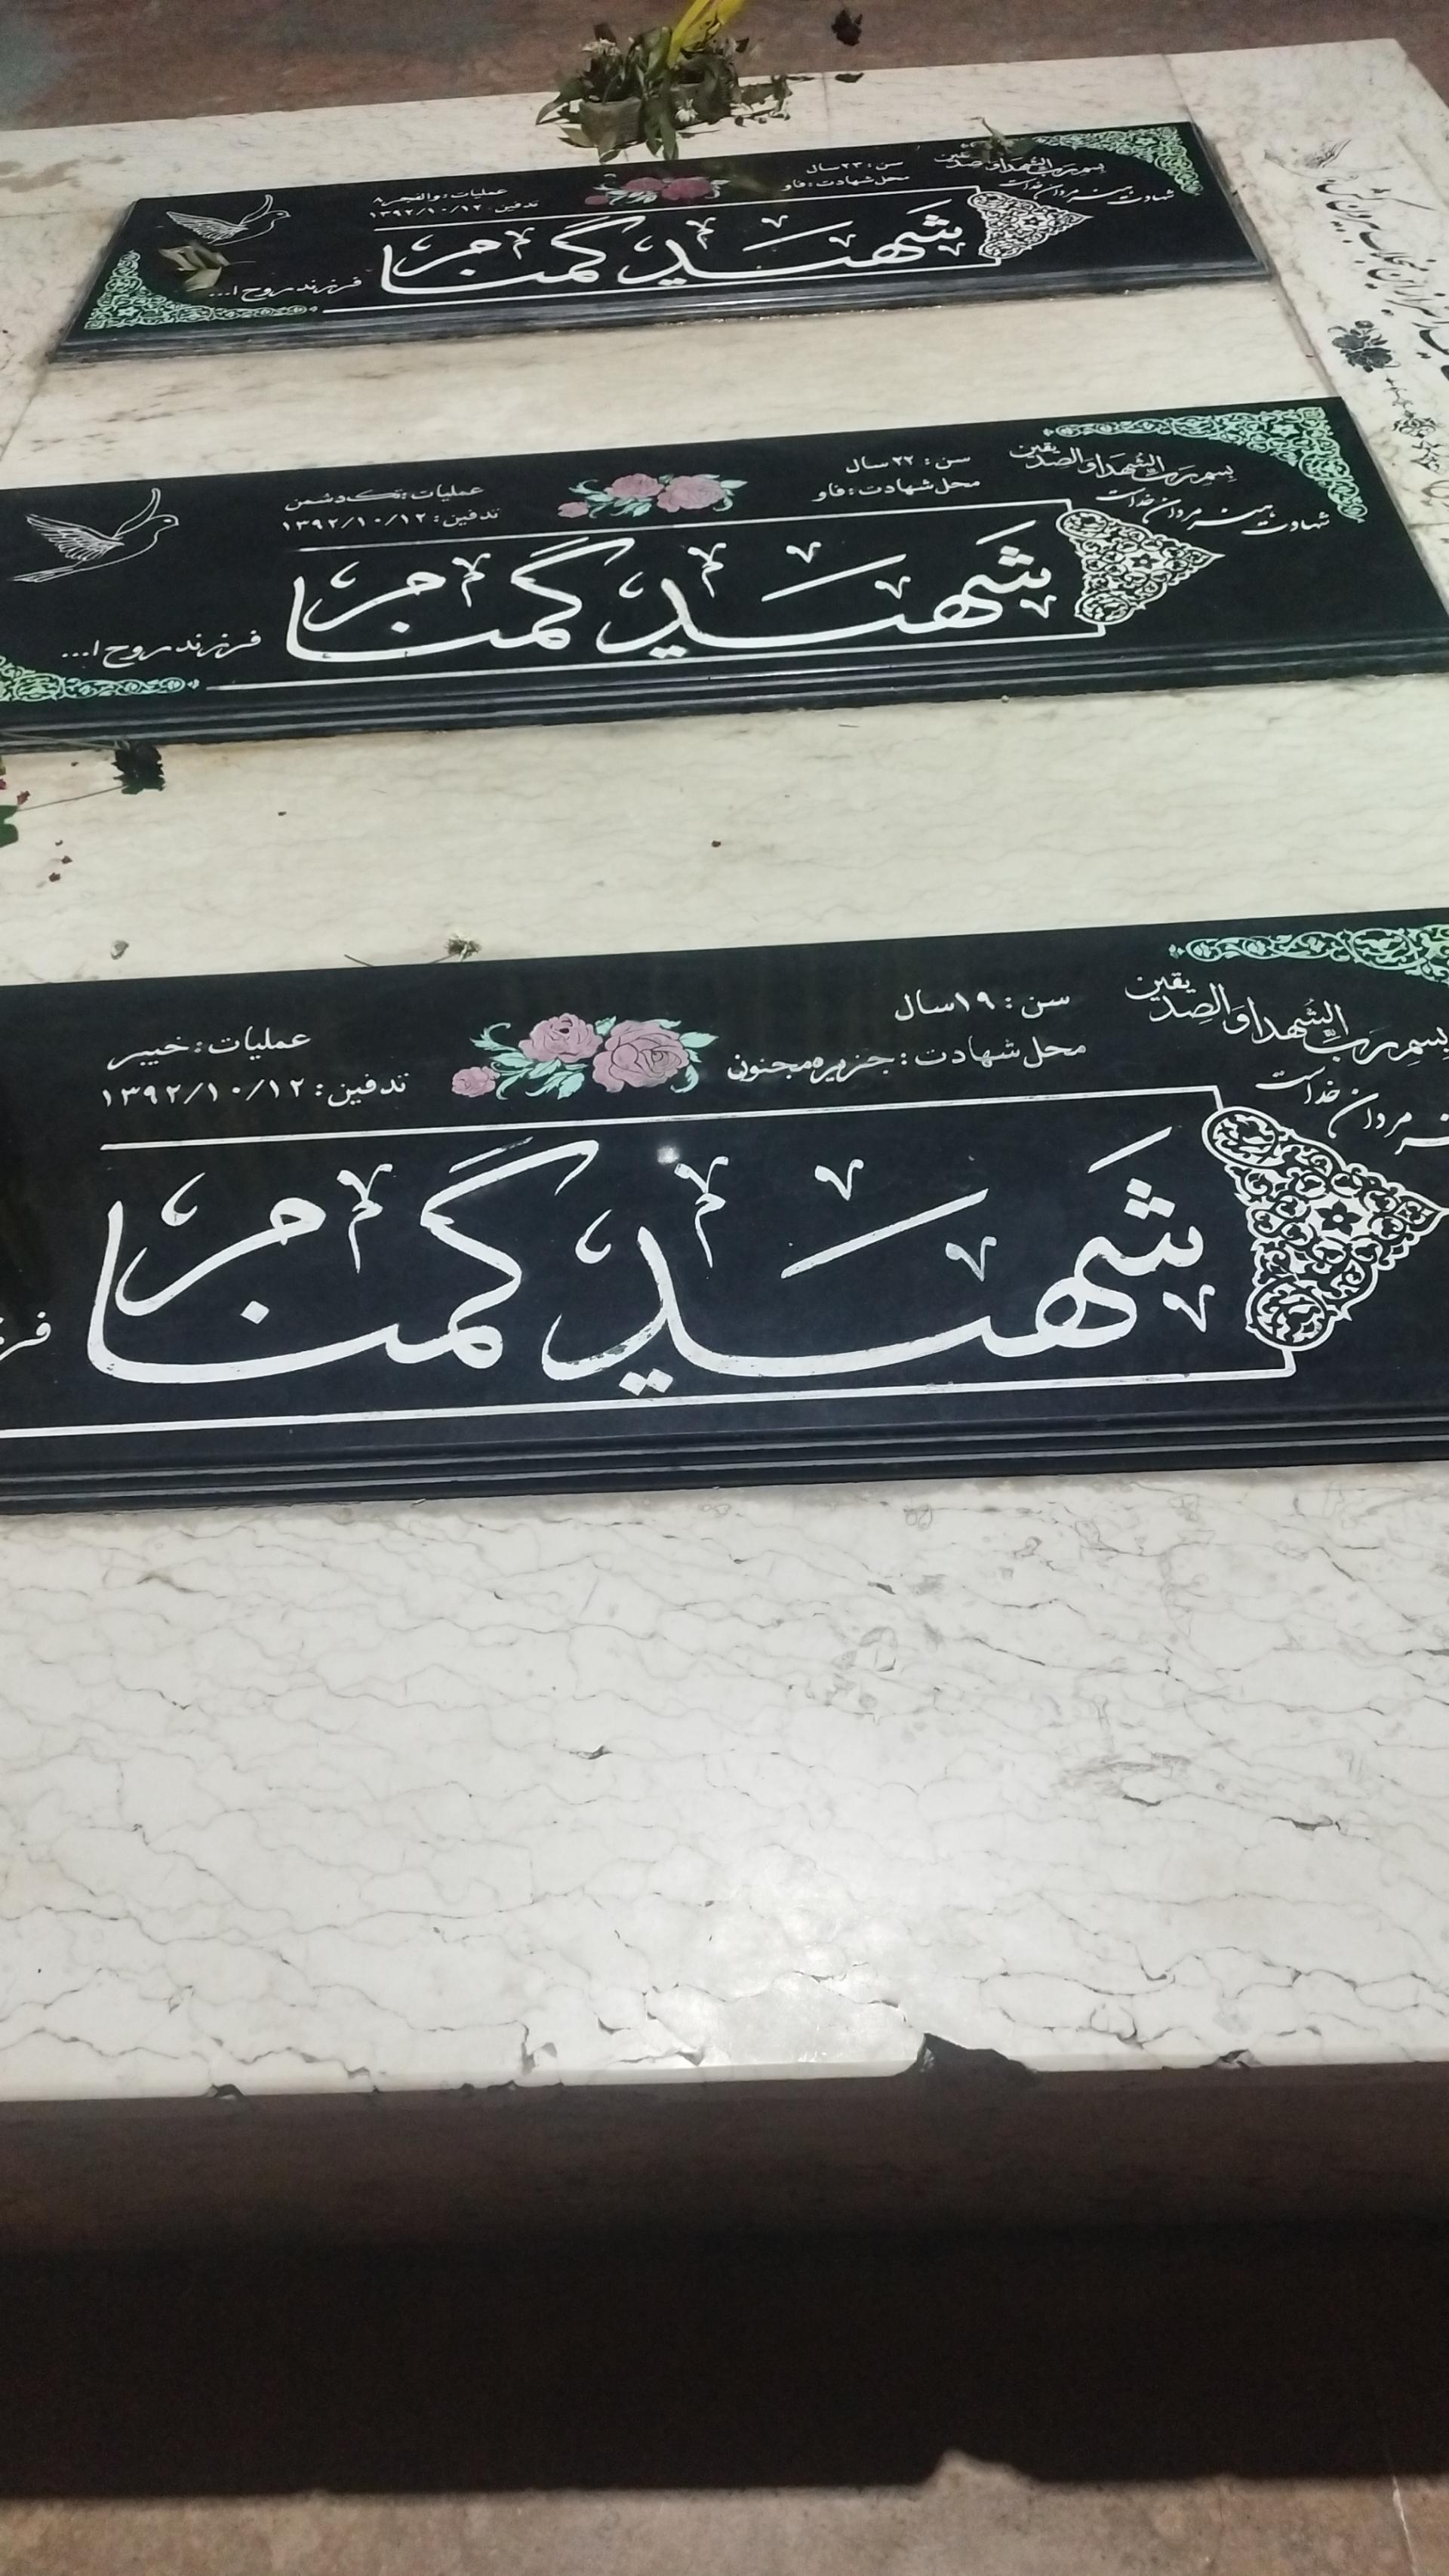 بسم رب الشهداء و الصدیقین
شهادت هنر مردان خداست
سن : ۲۳ سال
محل شهادت : فاو
عملیات : والفجر ۸
تدفین : ۱۳۹۲/۱۰/۱۲
شهید گمنام
فرزند روح ا...
بسم رب الشهداء و الصدیقین
شهادت هنر مردان خداست
سن : ۲۲ سال
محل شهادت : فاو
عملیات : تک دشمن
تدفین : ۱۳۹۲/۱۰/۱۲
شهید گمنام
فرزند روح ا...
بسم رب الشهداء و الصدیقین
مردان خداست
سن : ۱۹ سال
محل شهادت : جزیره مجنون
عملیات : خیبر
تدفین : ۱۳۹۲/۱۰/۱۲
شهید گمنام